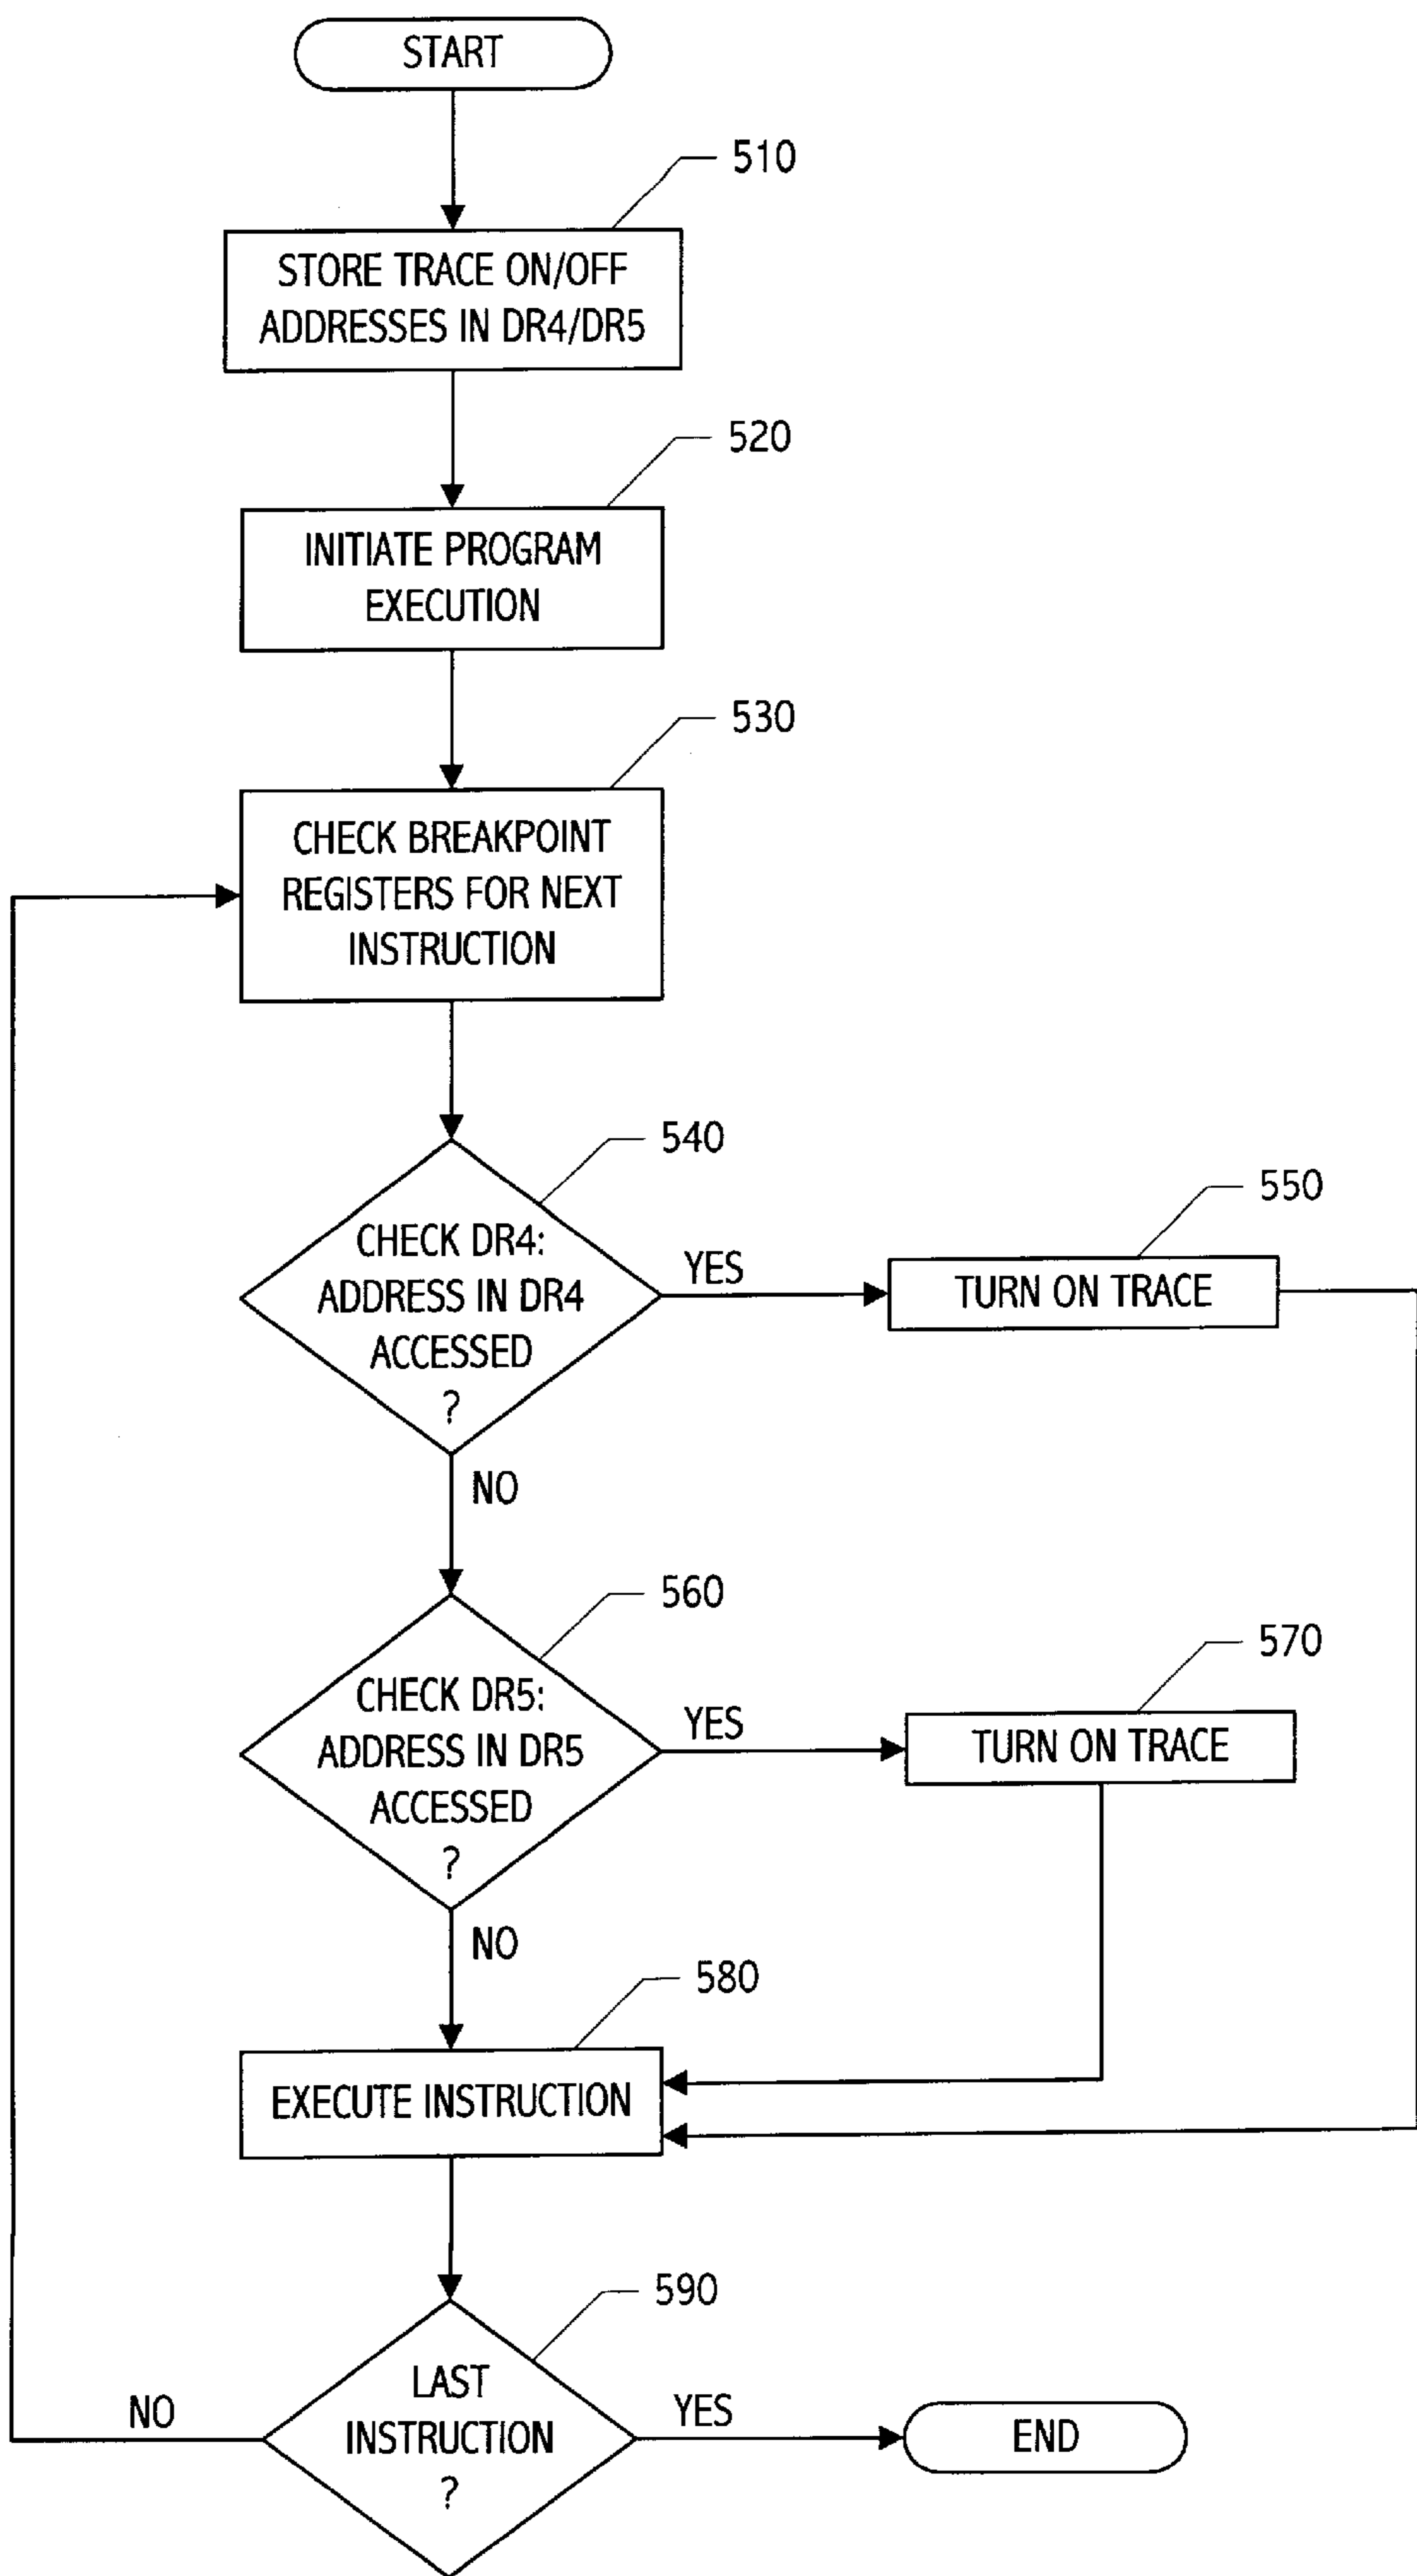 START
510
STORE TRACE ON/OFF
ADDRESSES IN DR4/DR5
520
INITIATE PROGRAM
EXECUTION
530
CHECK BREAKPOINT
REGISTERS FOR NEXT
INSTRUCTION
540
CHECK DR4:
ADDRESS IN DR4
ACCESSED
?
YES
550
TURN ON TRACE
NO
560
CHECK DR5:
ADDRESS IN DR5
ACCESSED
?
YES
570
TURN ON TRACE
NO
580
EXECUTE INSTRUCTION
590
LAST
INSTRUCTION
?
NO
YES
END